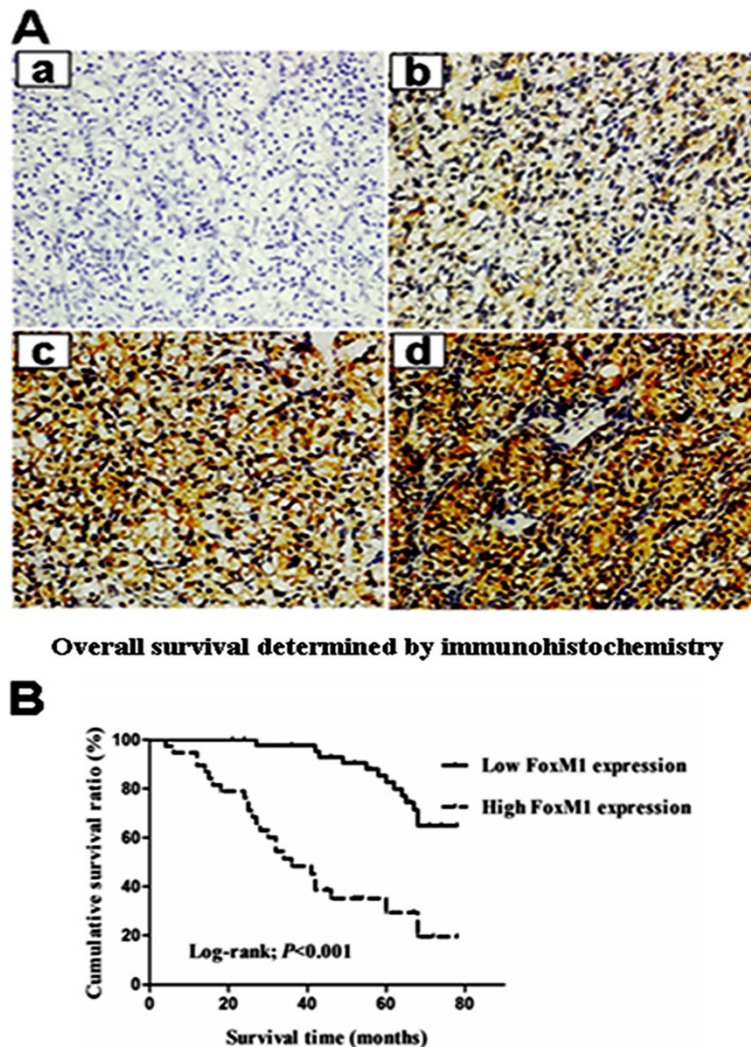 A
a
b
c
d
Overall survival determined by immunohistochemistry
B
Cumulative survival ratio (%)
100
80
60
40
20
0
Low FoxM1 expression
High FoxM1 expression
Log-rank; P<0.001
0 20 40 60 80
Survival time (months)